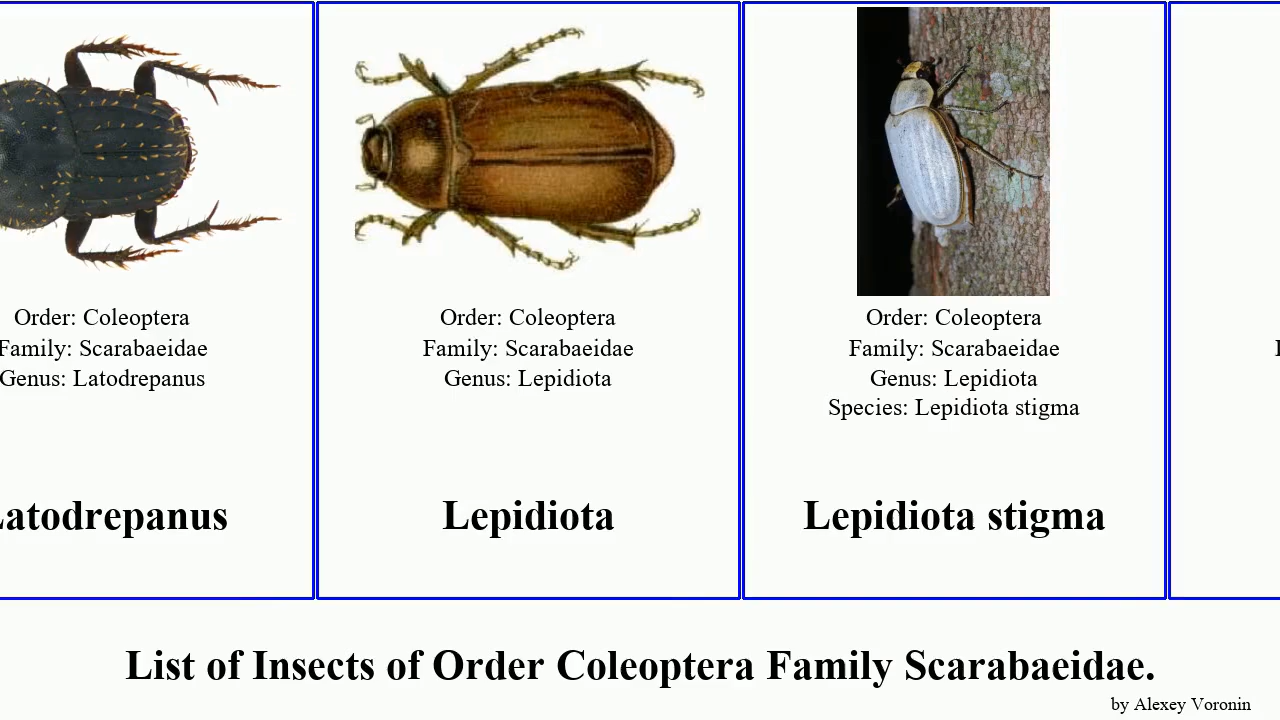 Order: Coleoptera
Family: Scarabaeidae
Genus: Latodrepanus
Latodrepanus
Order: Coleoptera
Family: Scarabaeidae
Genus: Lepidiota
Lepidiota
Order: Coleoptera
Family: Scarabaeidae
Genus: Lepidiota
Species: Lepidiota stigma
Lepidiota stigma
List of Insects of Order Coleoptera Family Scarabaeidae.
by Alexey Voronin